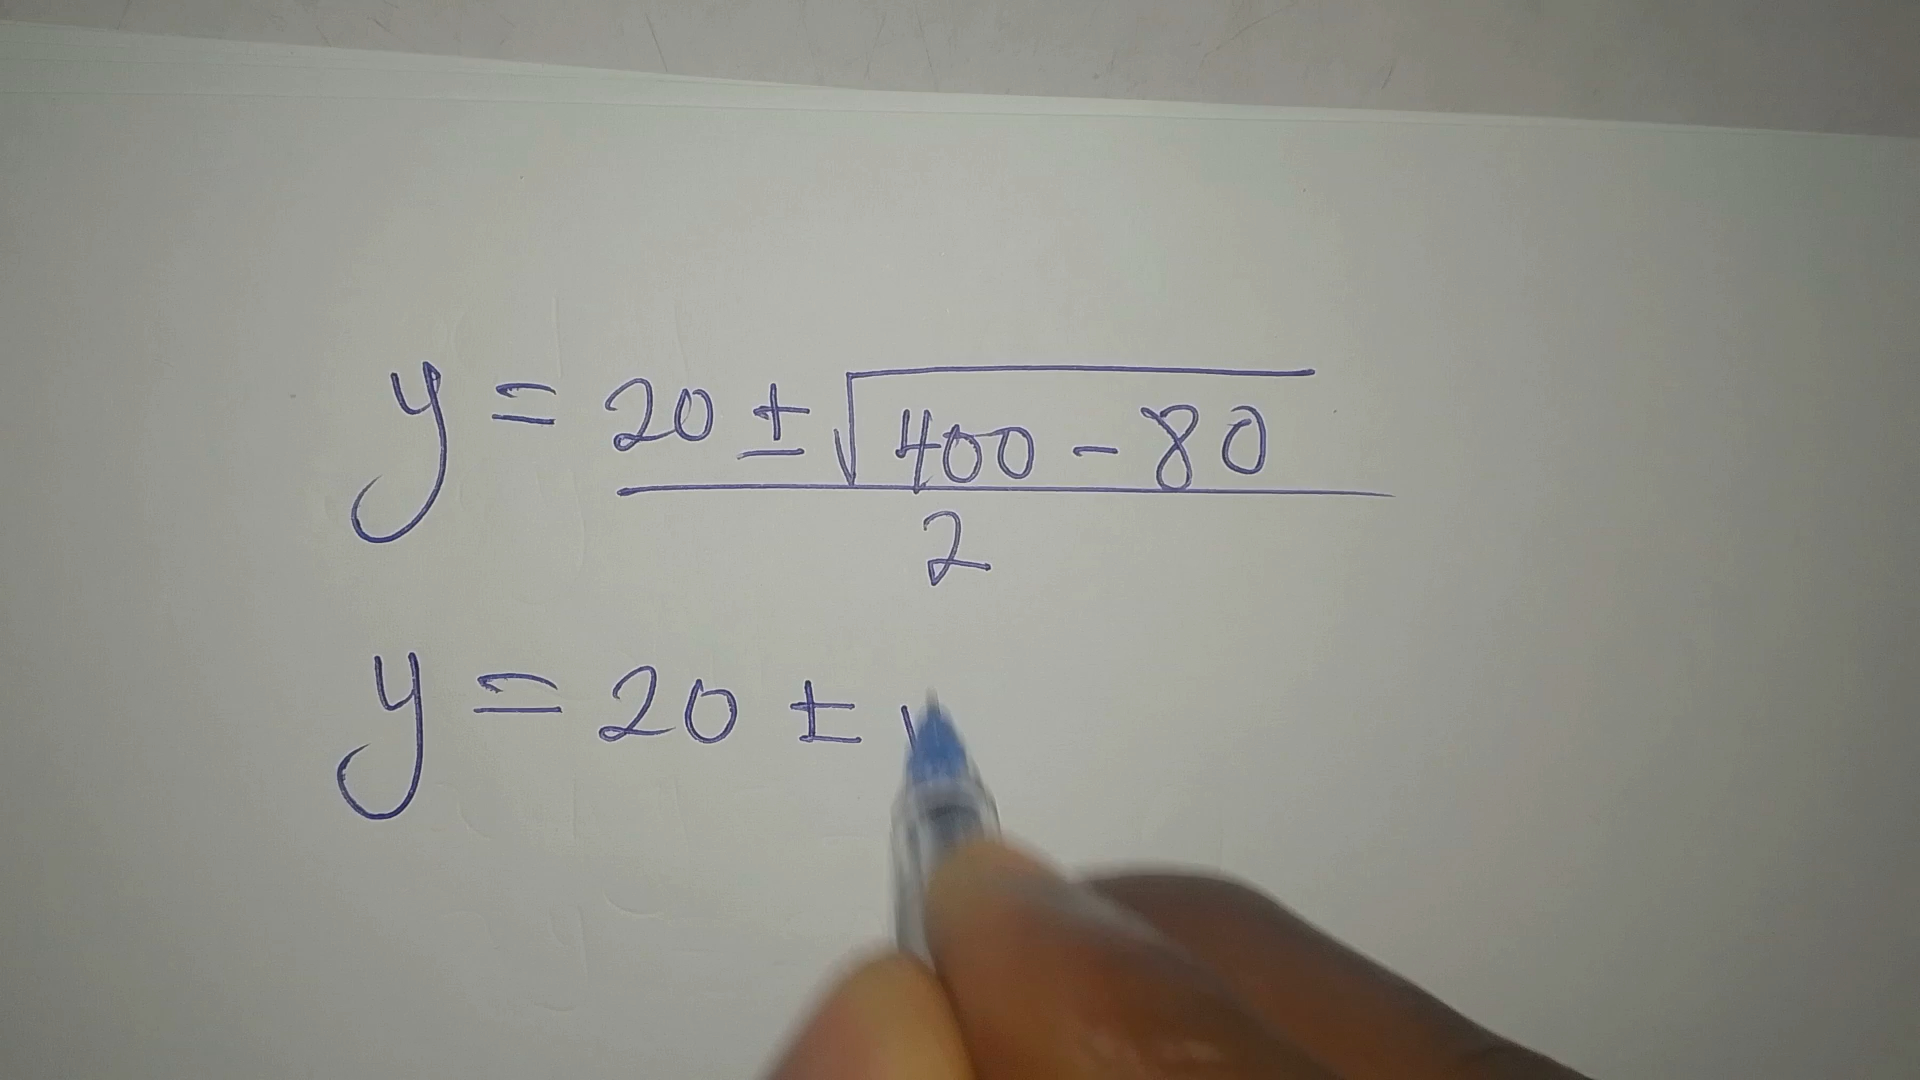 y = 20 ± √400 - 80
2
y = 20 ±